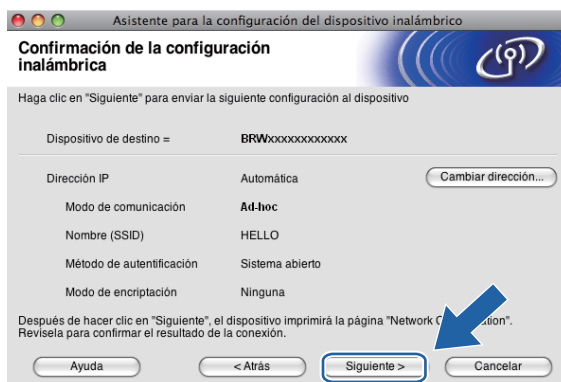 Asistente para la configuración del dispositivo inalámbrico
Confirmación de la configuración
inalámbrica
Haga clic en "Siguiente" para enviar la siguiente configuración al dispositivo
Dispositivo de destino = BRWxxxxxxxxxxxx
Dirección IP Automática Cambiar dirección...
Modo de comunicación Ad-hoc
Nombre (SSID) HELLO
Método de autentificación Sistema abierto
Modo de encriptación Ninguna
Después de hacer clic en "Siguiente", el dispositivo imprimirá la página "Network
Revisela para confirmar el resultado de la conexión.
Ayuda < Atrás Siguiente > Cancelar